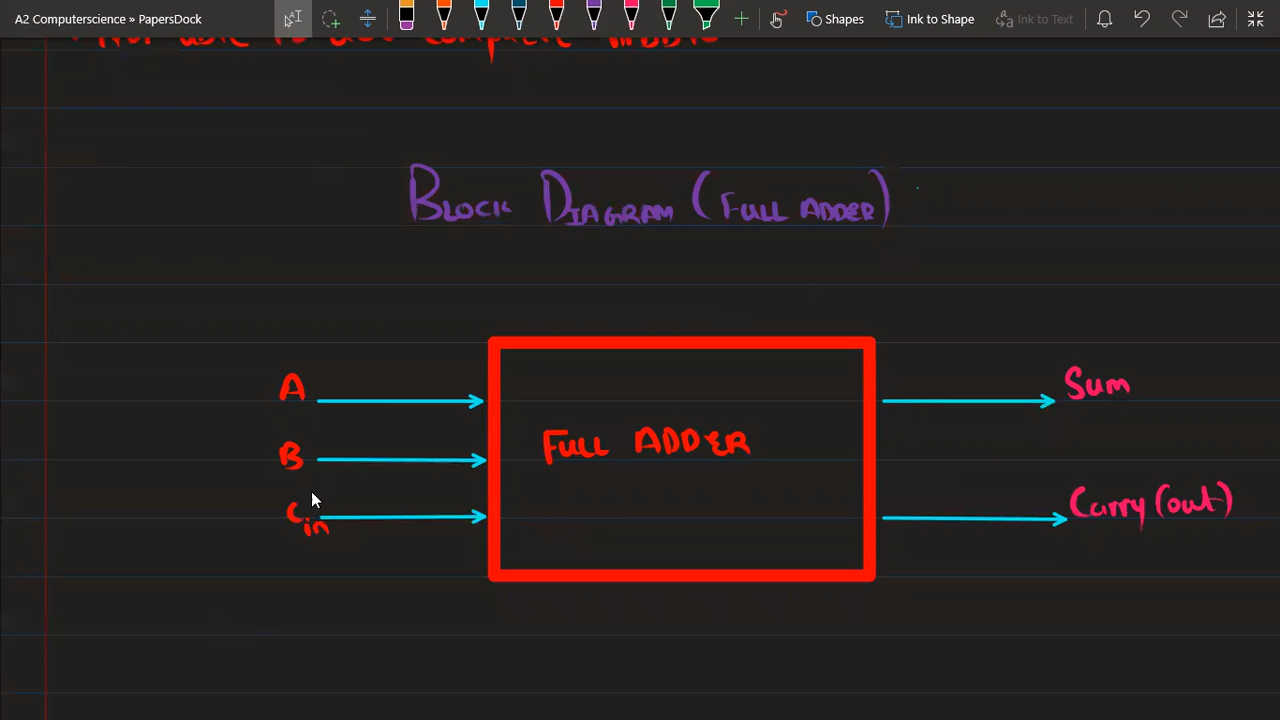 A2 Computerscience » PapersDock
Shapes
Ink to Shape
Ink to Text
BLOCK DIAGRAM (FULL ADDER)
A
Sum
FULL ADDER
B
Cin
Carry (out)